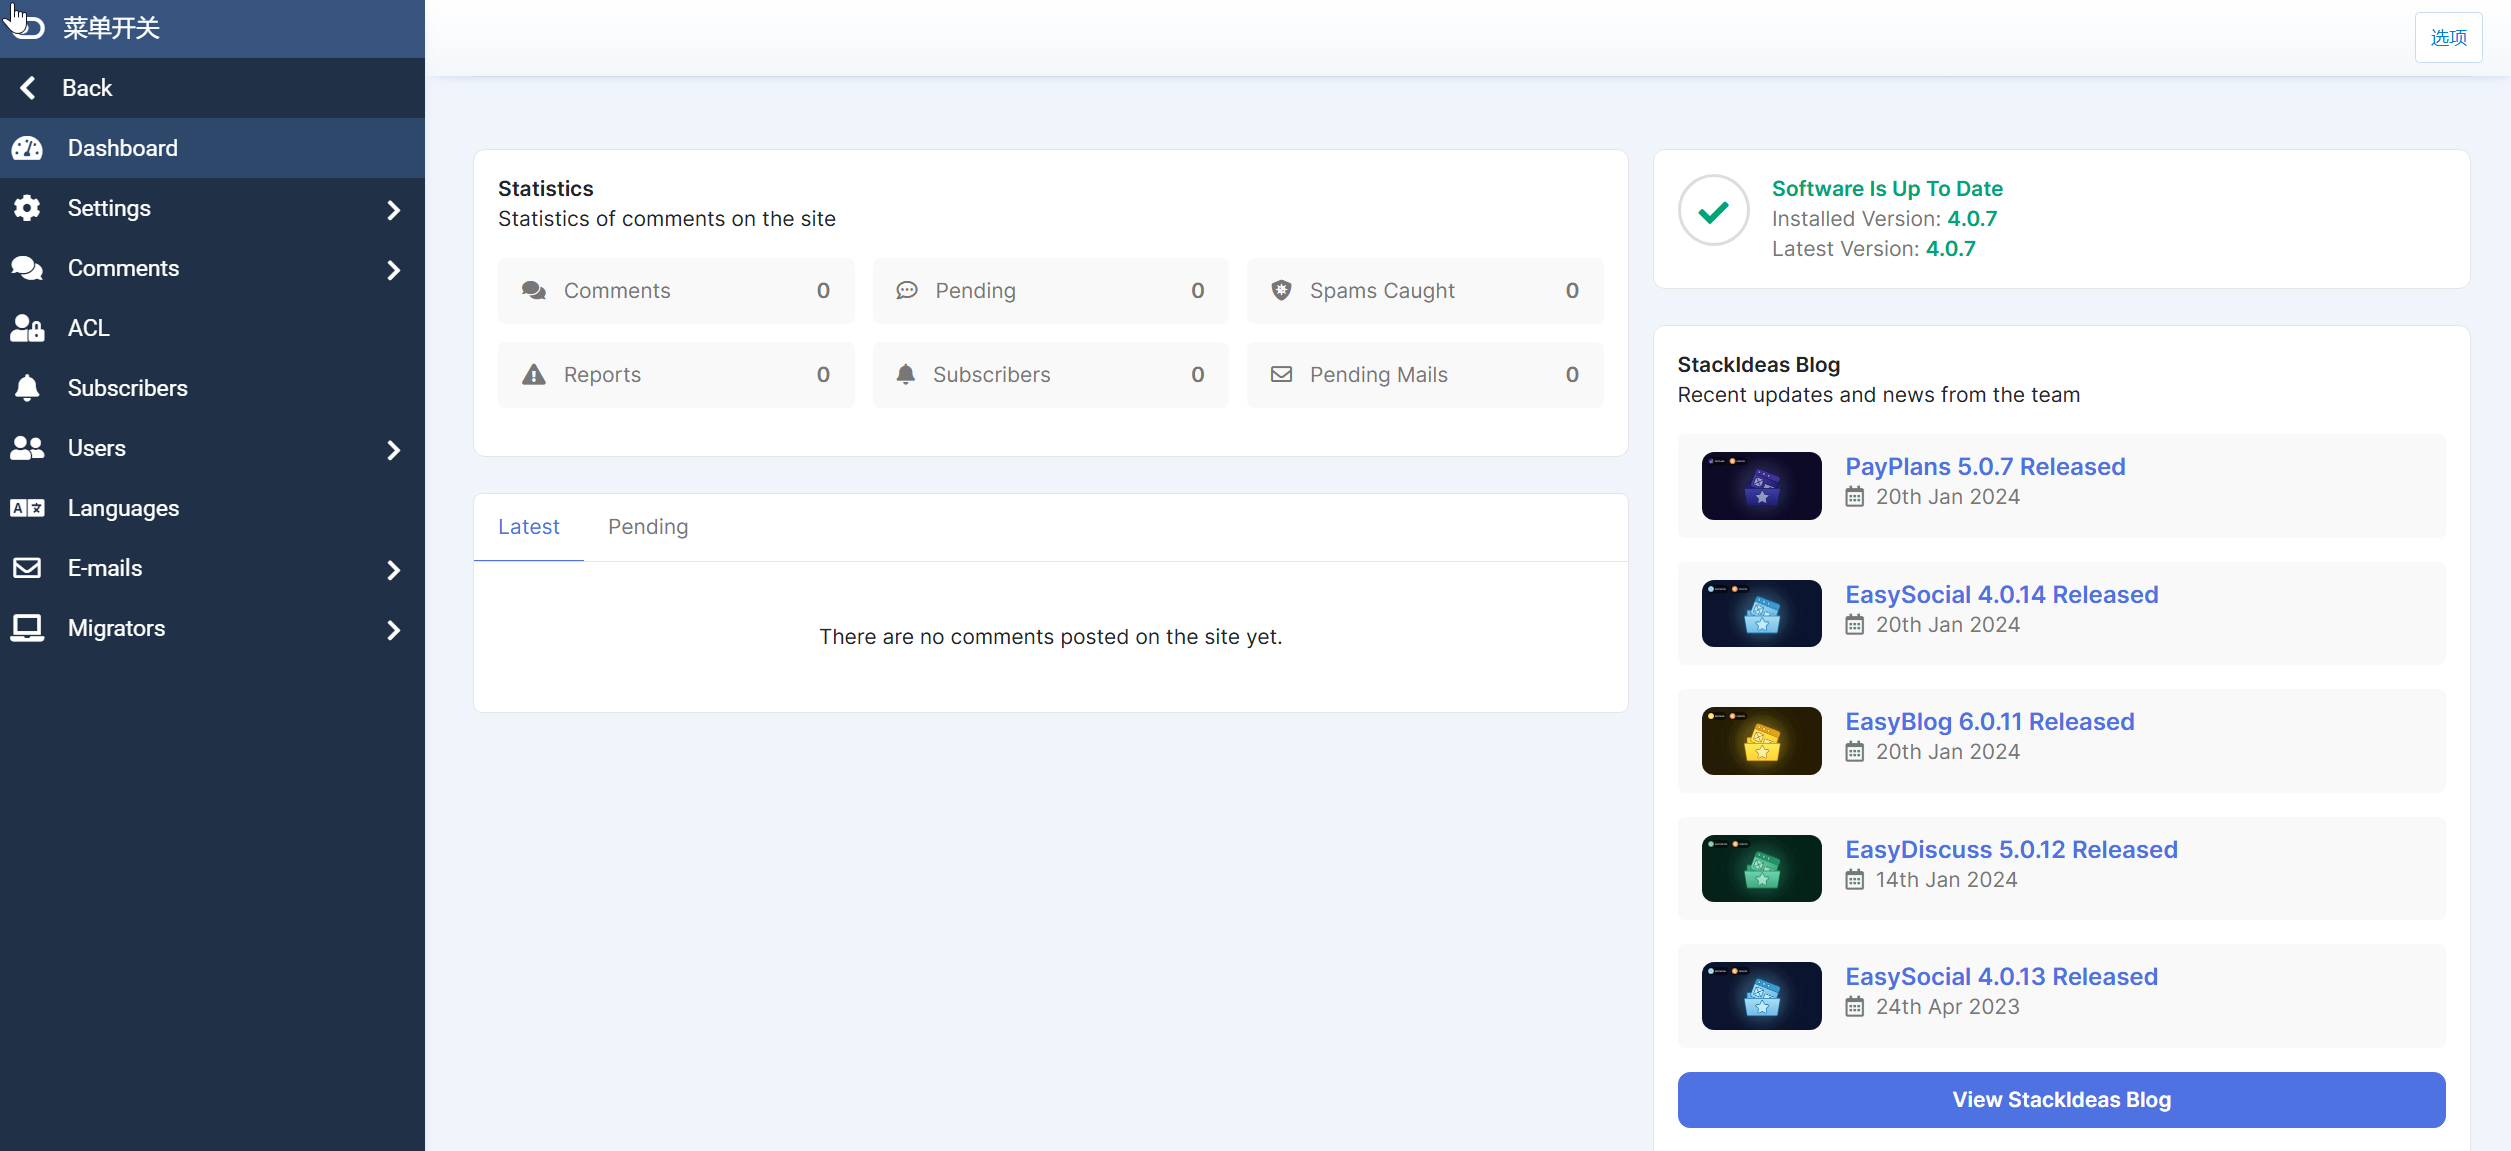 菜单开关
Back
Dashboard
Settings
Comments
ACL
Subscribers
Users
Languages
E-mails
Migrators
选项
Statistics
Statistics of comments on the site
Comments 0
Pending 0
Spams Caught 0
Reports 0
Subscribers 0
Pending Mails 0
Latest
Pending
There are no comments posted on the site yet.
Software Is Up To Date
Installed Version: 4.0.7
Latest Version: 4.0.7
StackIdeas Blog
Recent updates and news from the team
PayPlans 5.0.7 Released
20th Jan 2024
EasySocial 4.0.14 Released
20th Jan 2024
EasyBlog 6.0.11 Released
20th Jan 2024
EasyDiscuss 5.0.12 Released
14th Jan 2024
EasySocial 4.0.13 Released
24th Apr 2023
View StackIdeas Blog